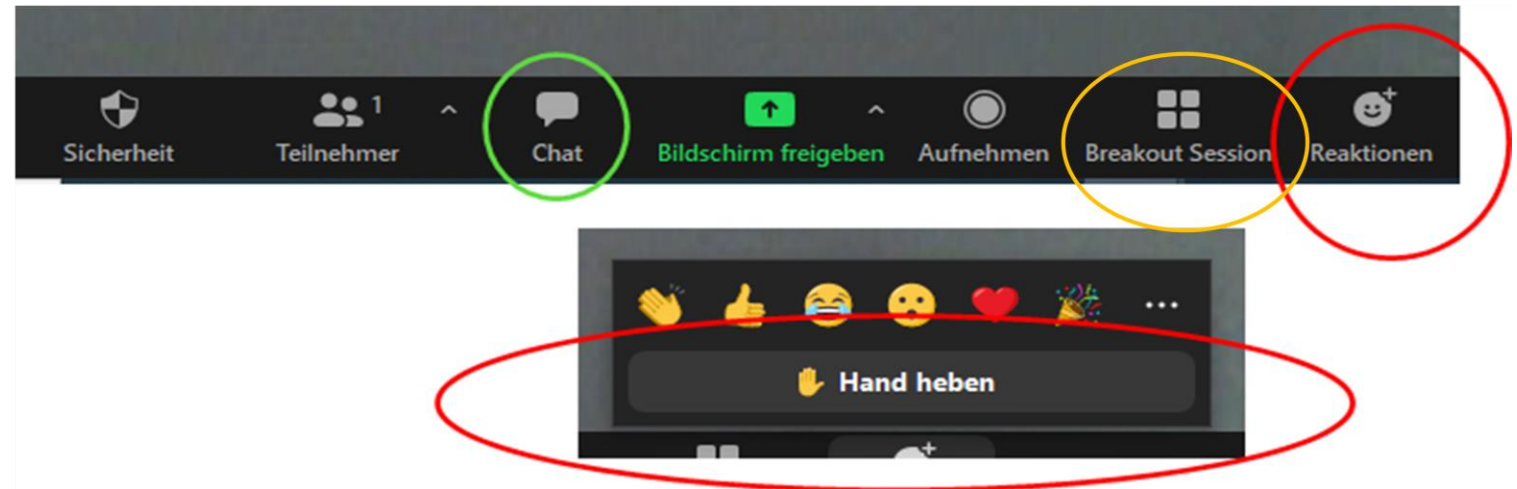 1
Sicherheit Teilnehmer Chat Bildschirm freigeben Aufnehmen Breakout Session Reaktionen
Hand heben